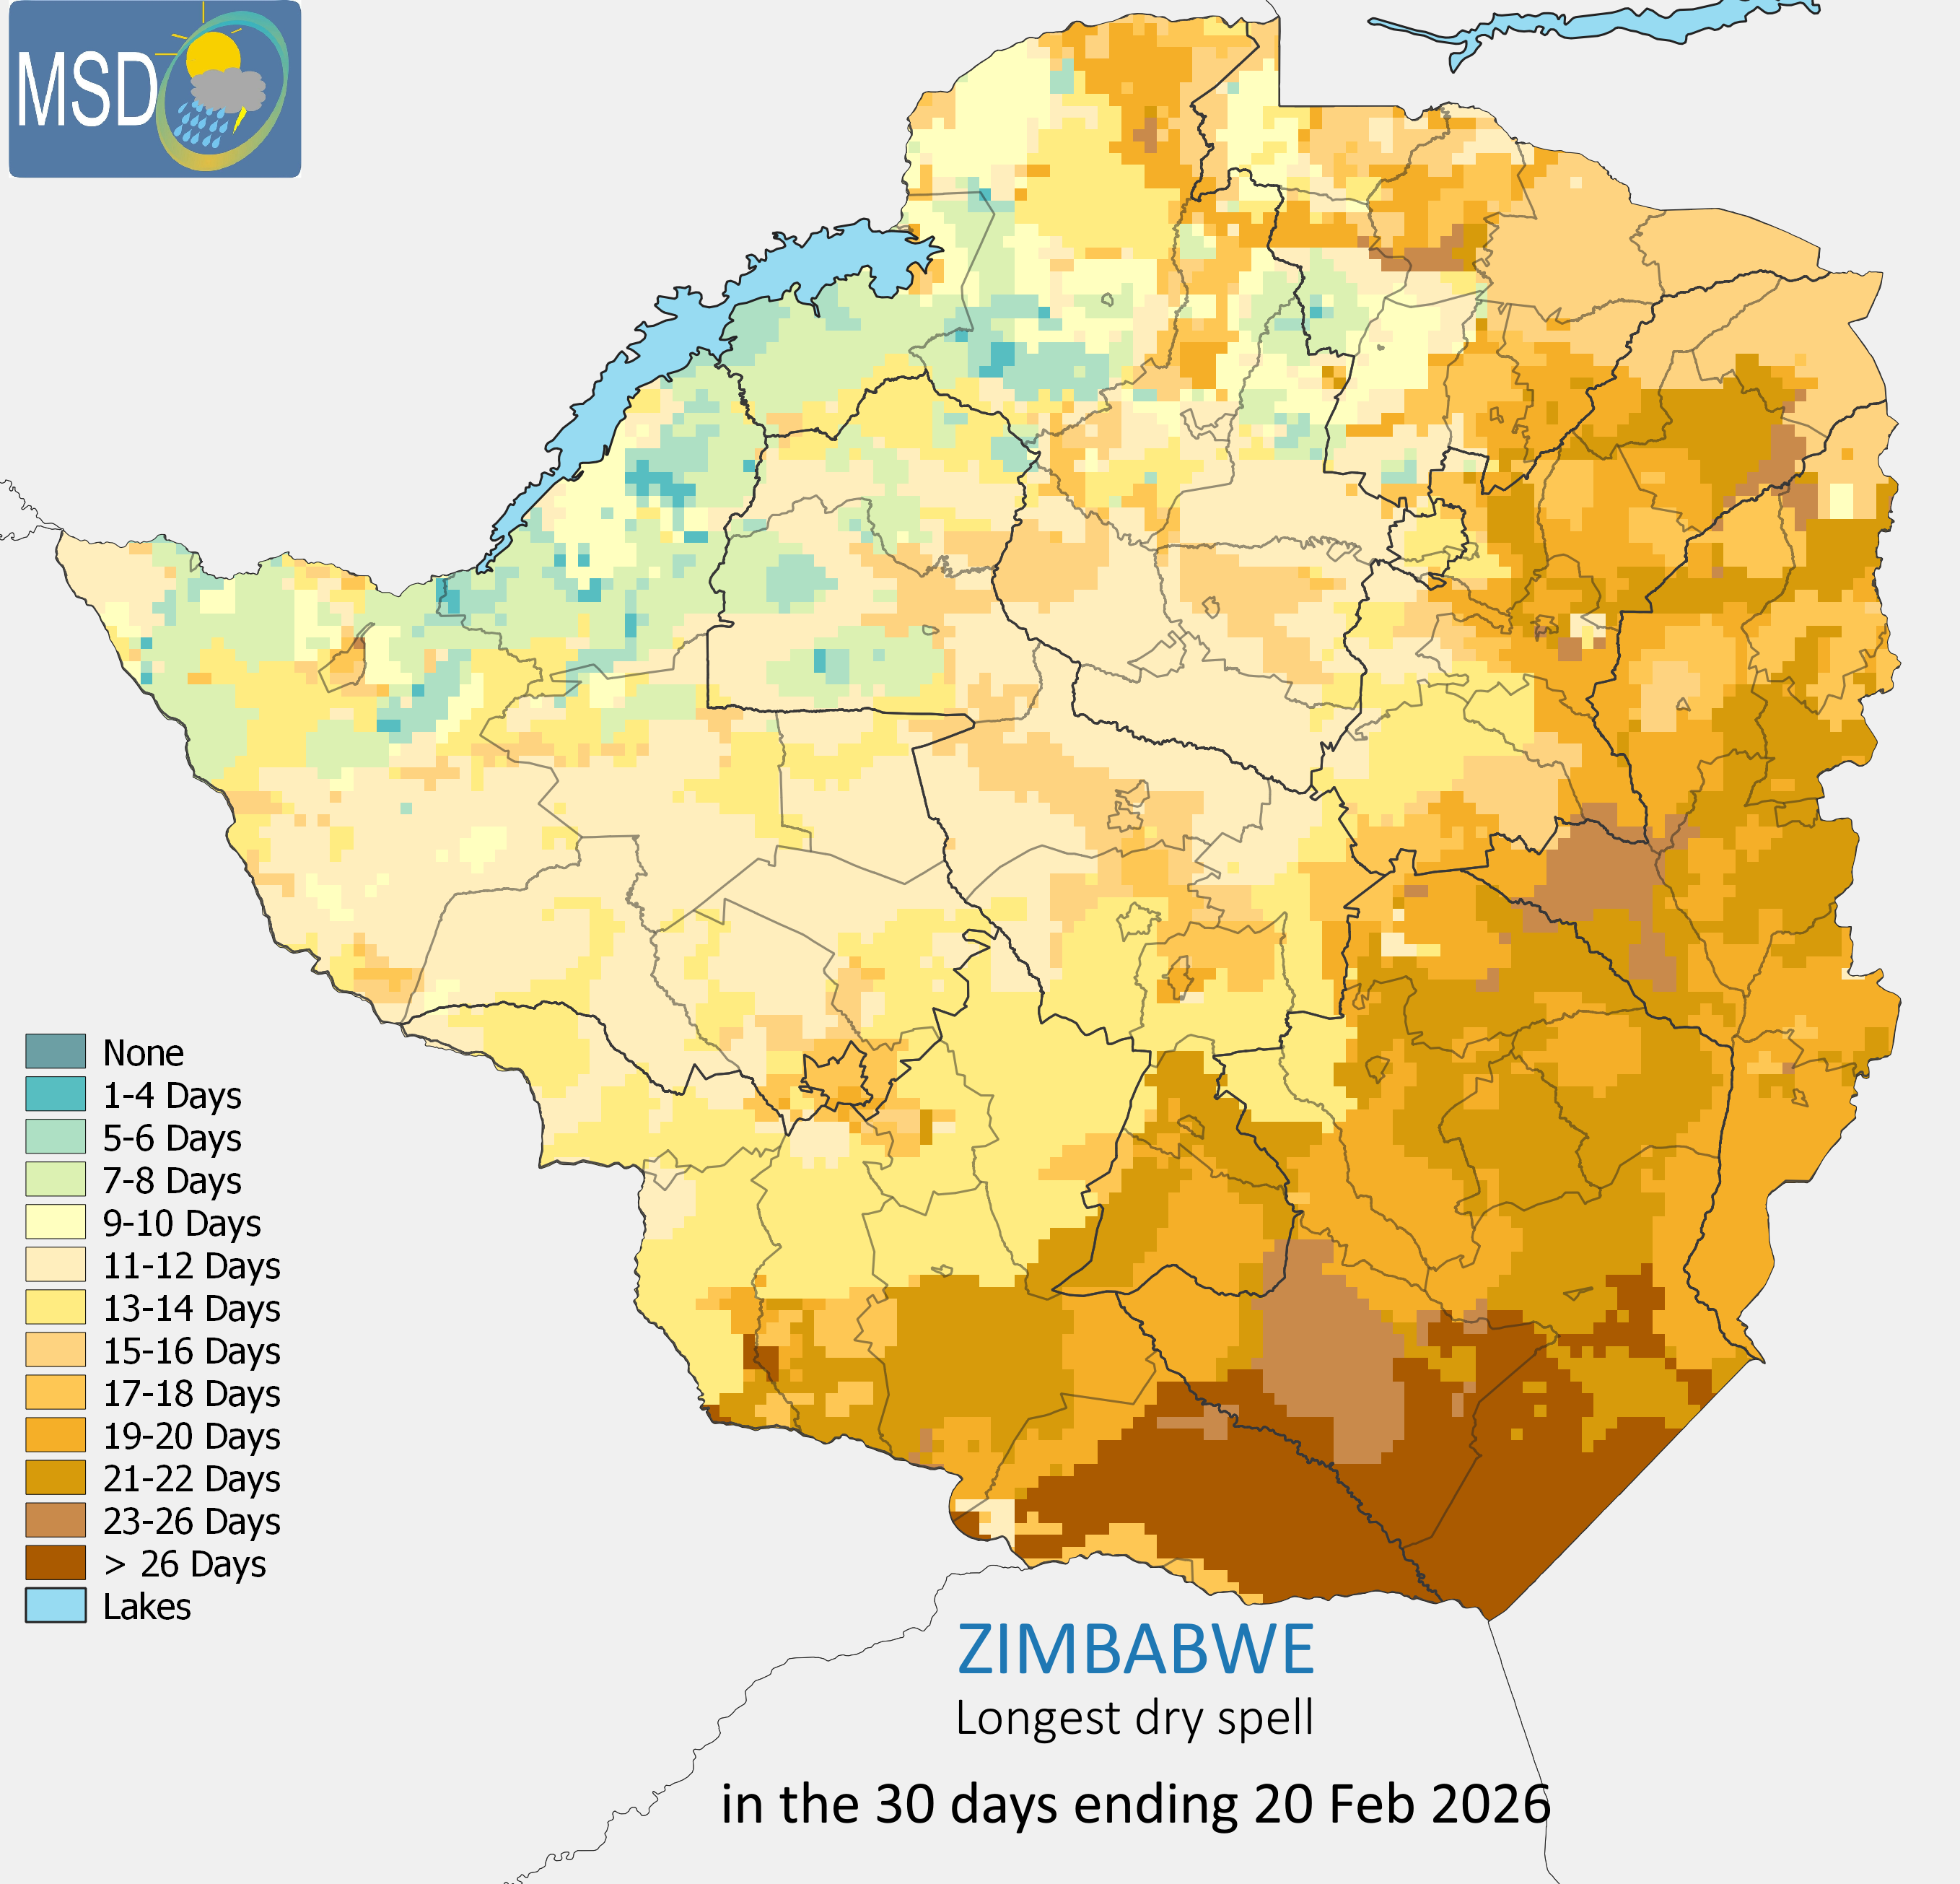 MSD
None
1-4 Days
5-6 Days
7-8 Days
9-10 Days
11-12 Days
13-14 Days
15-16 Days
17-18 Days
19-20 Days
21-22 Days
23-26 Days
> 26 Days
Lakes
ZIMBABWE
Longest dry spell
in the 30 days ending 20 Feb 2026